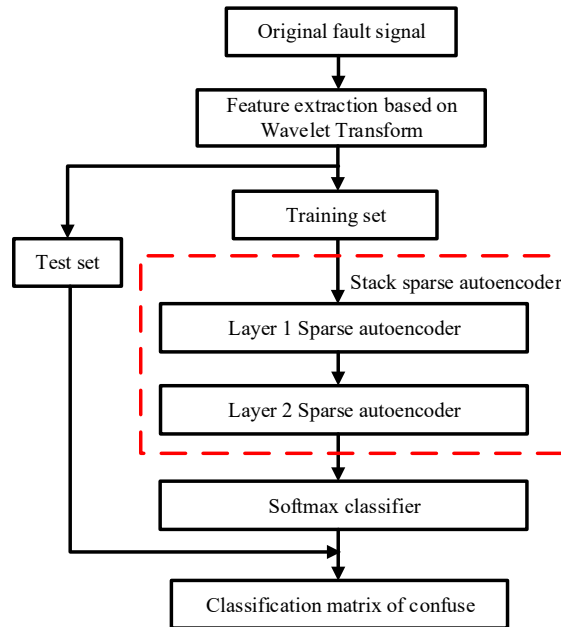 Original fault signal
Feature extraction based on
Wavelet Transform
Training set
Test set
Stack sparse autoencoder
Layer 1 Sparse autoencoder
Layer 2 Sparse autoencoder
Softmax classifier
Classification matrix of confuse